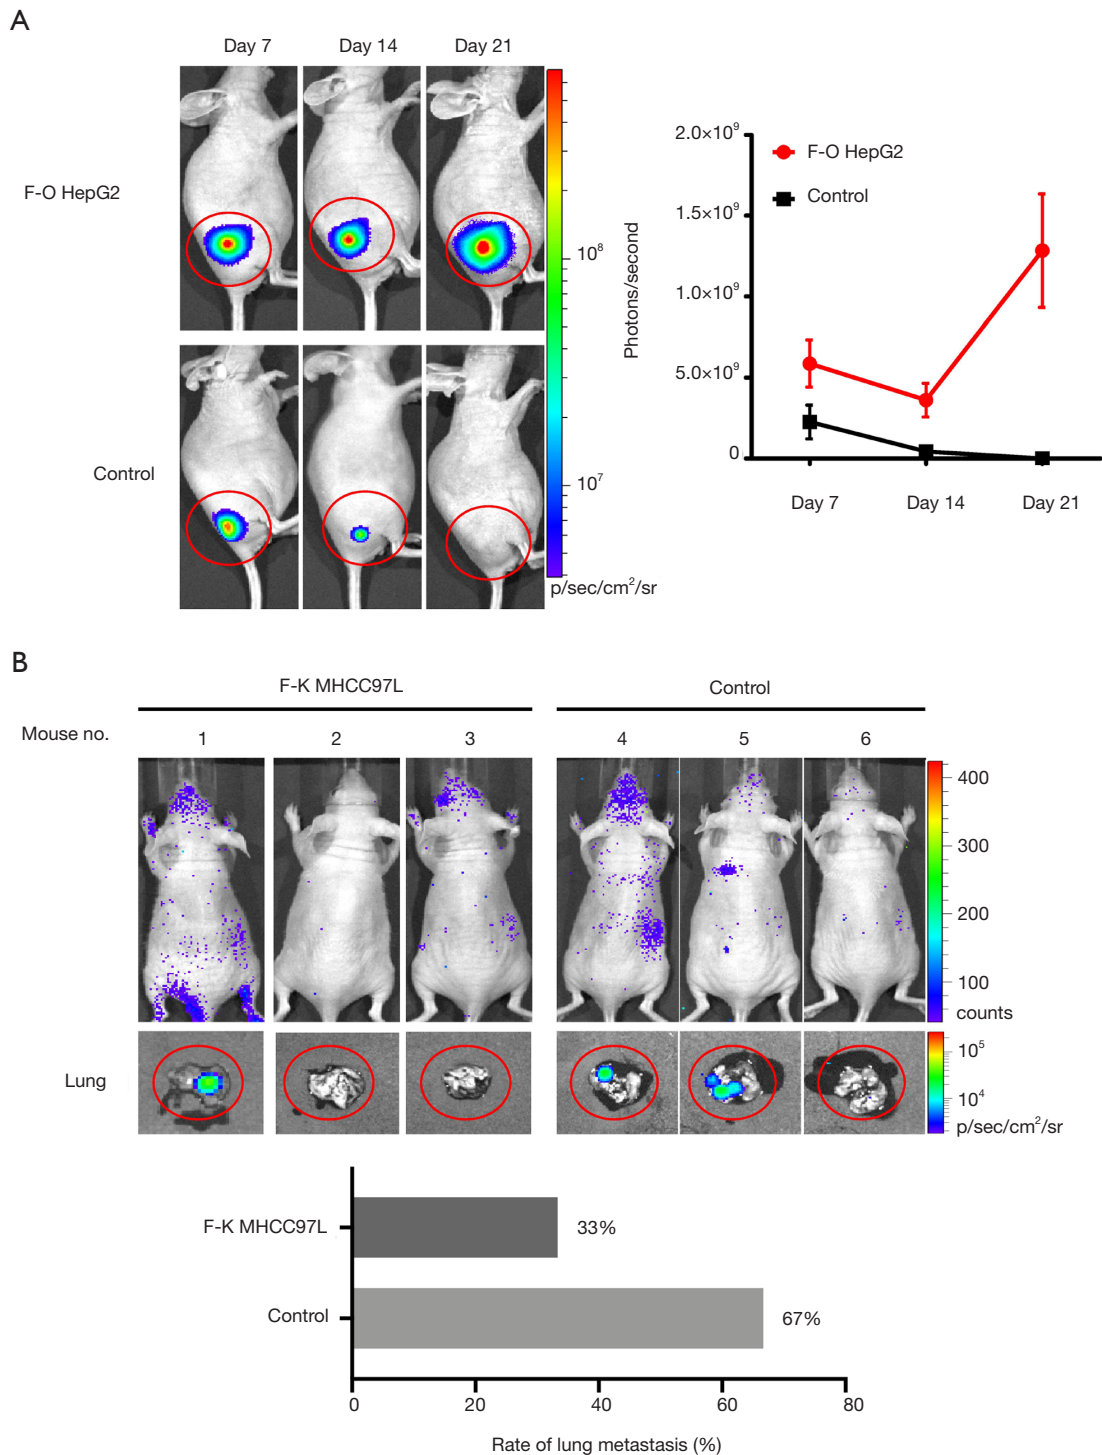 A
Day 7 Day 14 Day 21
F-O HepG2
Control
10⁸
10⁷
p/sec/cm²/sr
Photons/second
2.0×10⁹
1.5×10⁹
1.0×10⁹
5.0×10⁹
0
F-O HepG2
Control
Day 7 Day 14 Day 21
B
F-K MHCC97L Control
Mouse no. 1 2 3 4 5 6
400
300
200
100
counts
Lung
10⁵
10⁴
p/sec/cm²/sr
F-K MHCC97L 33%
Control 67%
0 20 40 60 80
Rate of lung metastasis (%)